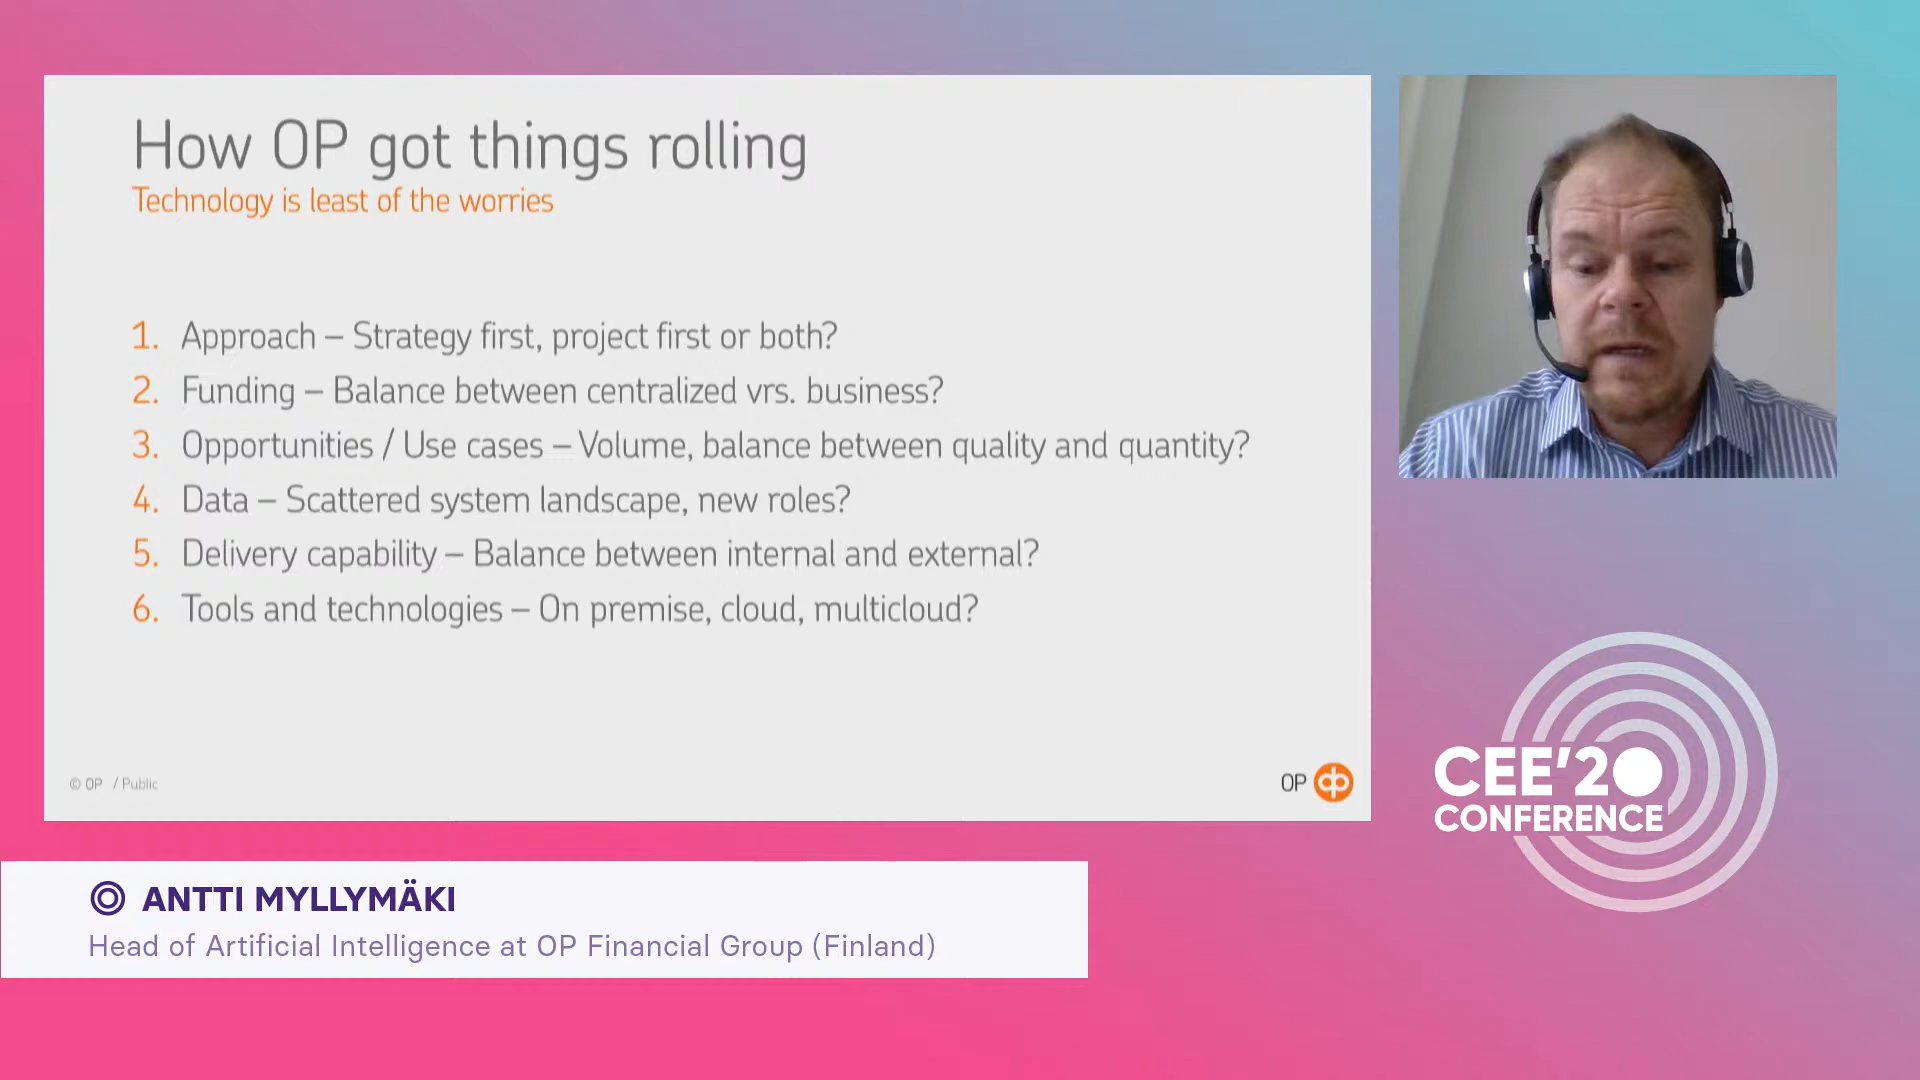 How OP got things rolling
Technology is least of the worries
1. Approach – Strategy first, project first or both?
2. Funding – Balance between centralized vrs. business?
3. Opportunities / Use cases – Volume, balance between quality and quantity?
4. Data – Scattered system landscape, new roles?
5. Delivery capability – Balance between internal and external?
6. Tools and technologies – On premise, cloud, multicloud?
© OP / Public
OP
CEE'20
CONFERENCE
ANTTI MYLLYMÄKI
Head of Artificial Intelligence at OP Financial Group (Finland)